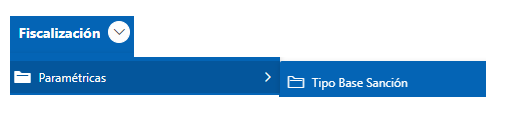 Fiscalización
Paramétricas
Tipo Base Sanción